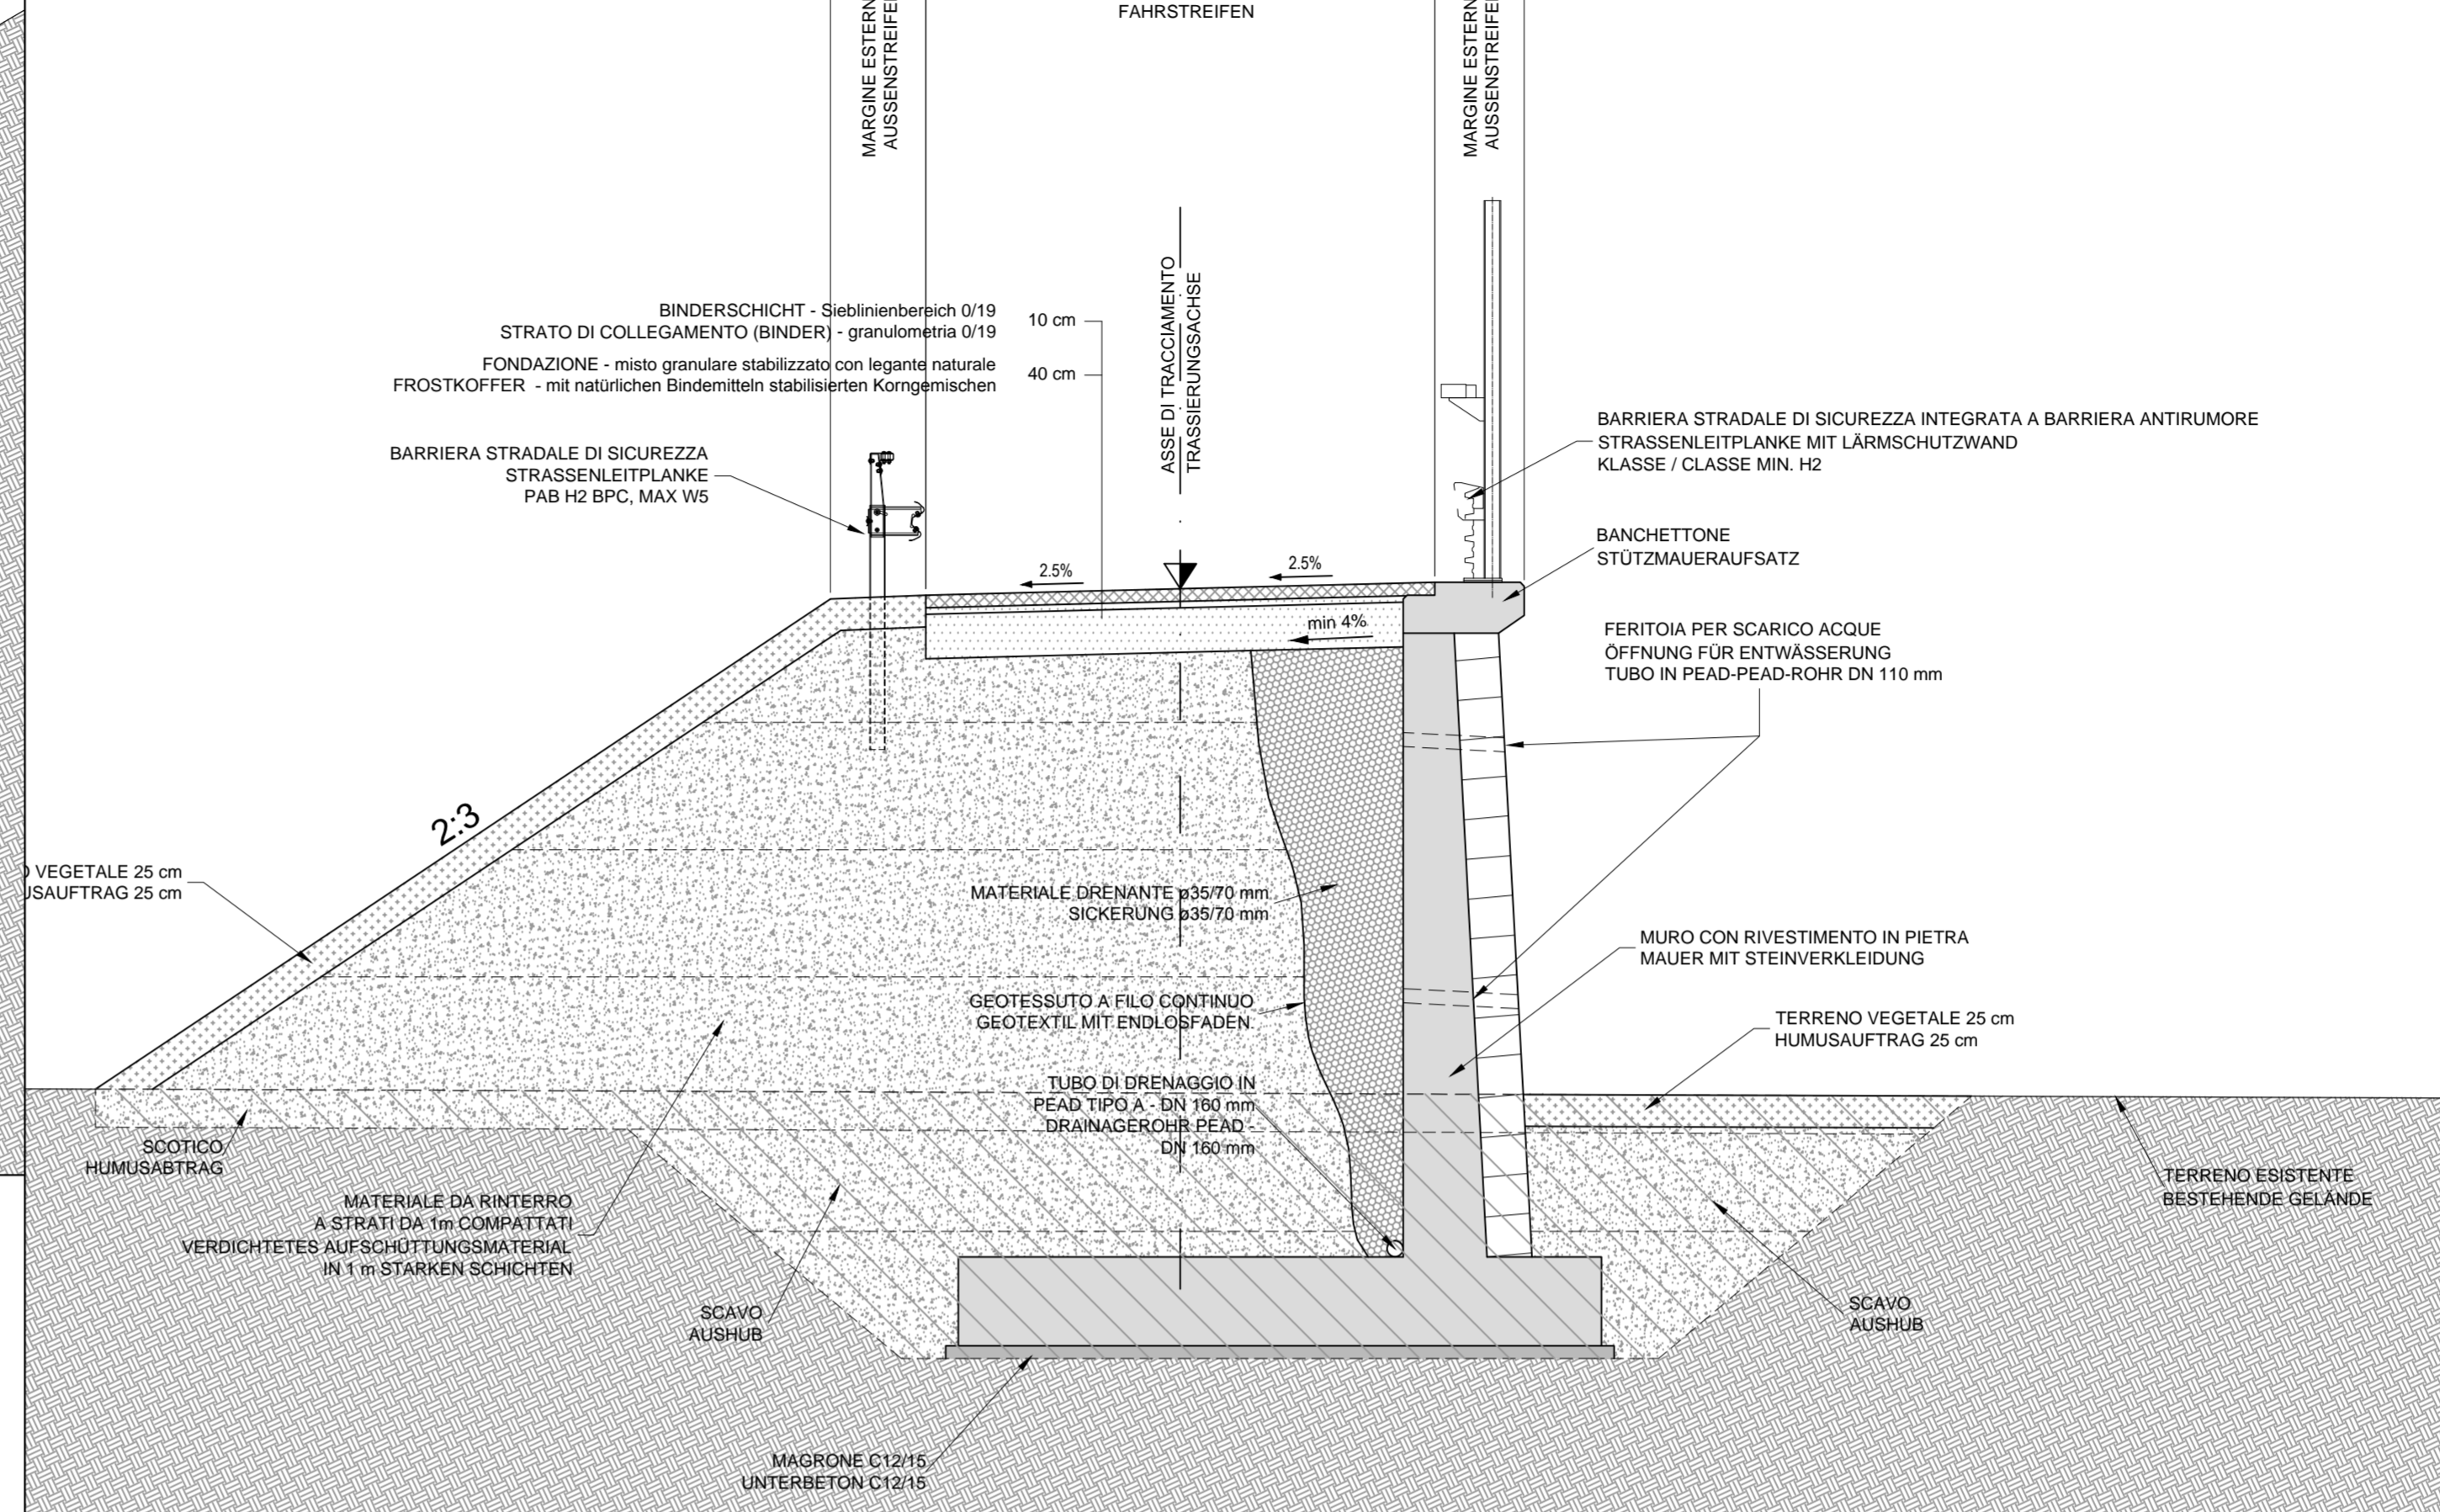 FAHRSTREIFEN
MARGINE ESTERN
AUSSENSTREIFE
MARGINE ESTERN
AUSSENSTREIFE
ASSE DI TRACCIAMENTO
TRASSIERUNGSACHSE
BINDERSCHICHT - Sieblinienbereich 0/19
STRATO DI COLLEGAMENTO (BINDER) - granulometria 0/19
10 cm
FONDAZIONE - misto granulare stabilizzato con legante naturale
FROSTKOFFER - mit natürlichen Bindemitteln stabilisierten Korngemischen
40 cm
BARRIERA STRADALE DI SICUREZZA
STRASSENLEITPLANKE
PAB H2 BPC, MAX W5
BARRIERA STRADALE DI SICUREZZA INTEGRATA A BARRIERA ANTIRUMORE
STRASSENLEITPLANKE MIT LÄRMSCHUTZWAND
KLASSE / CLASSE MIN. H2
BANCHETTONE
STÜTZMAUERAUFSATZ
2.5%
2.5%
min 4%
FERITOIA PER SCARICO ACQUE
ÖFFNUNG FÜR ENTWÄSSERUNG
TUBO IN PEAD-PEAD-ROHR DN 110 mm
2:3
VEGETALE 25 cm
USAUFTRAG 25 cm
MATERIALE DRENANTE ø35/70 mm
SICKERUNG ø35/70 mm
MURO CON RIVESTIMENTO IN PIETRA
MAUER MIT STEINVERKLEIDUNG
GEOTESSUTO A FILO CONTINUO
GEOTEXTIL MIT ENDLOSFADEN
TERRENO VEGETALE 25 cm
HUMUSAUFTRAG 25 cm
TUBO DI DRENAGGIO IN
PEAD TIPO A - DN 160 mm
DRAINAGEROHR PEAD -
DN 160 mm
SCOTICO
HUMUSABTRAG
TERRENO ESISTENTE
BESTEHENDE GELÄNDE
MATERIALE DA RINTERRO
A STRATI DA 1m COMPATTATI
VERDICHTETES AUFSCHÜTTUNGSMATERIAL
IN 1 m STARKEN SCHICHTEN
SCAVO
AUSHUB
SCAVO
AUSHUB
MAGRONE C12/15
UNTERBETON C12/15